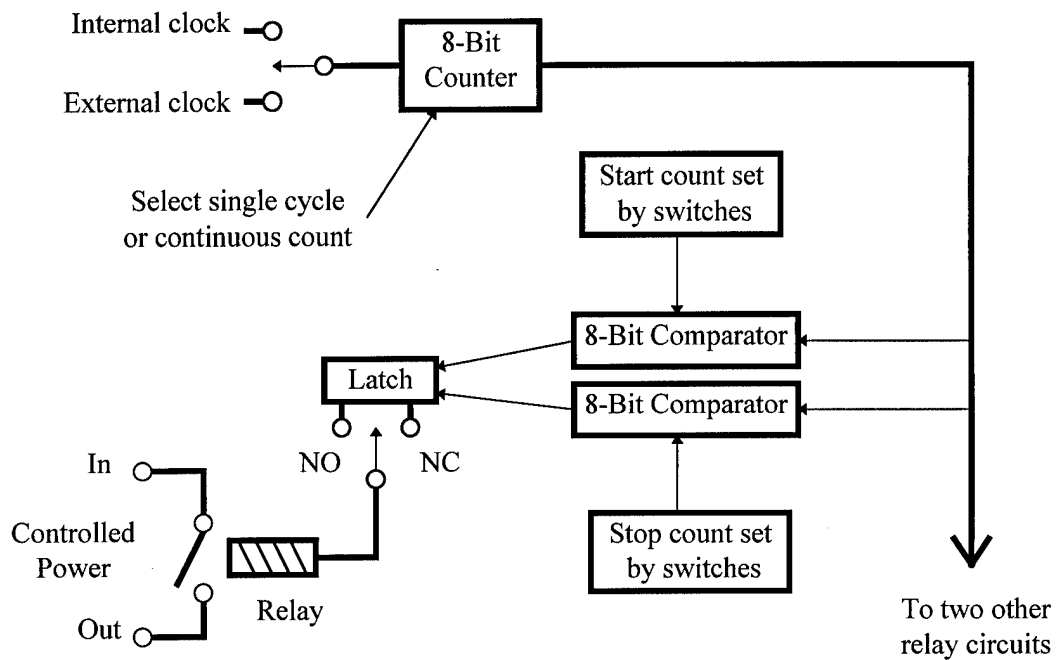 Internal clock
External clock
8-Bit
Counter
Select single cycle
or continuous count
Start count set
by switches
8-Bit Comparator
8-Bit Comparator
Latch
NO
NC
In
Controlled
Power
Out
Relay
Stop count set
by switches
To two other
relay circuits